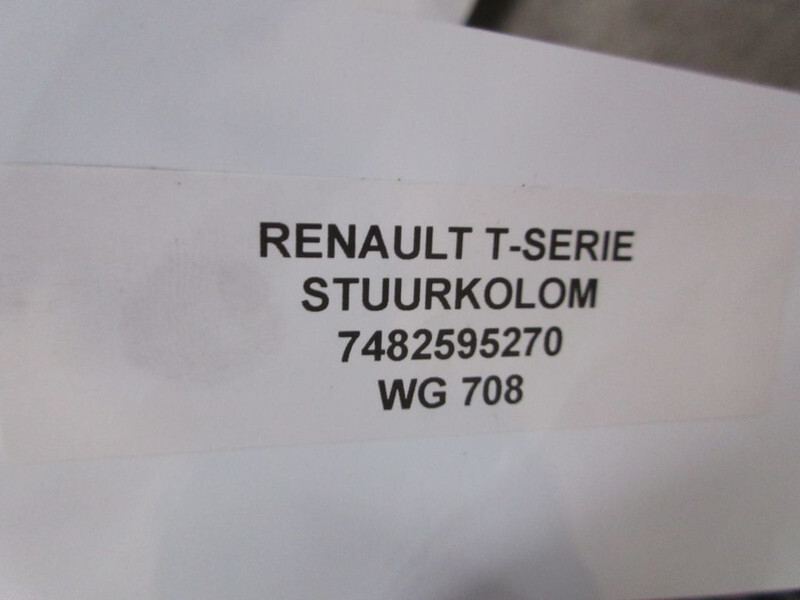 RENAULT T-SERIE
STUURKOLOM
7482595270
WG 708